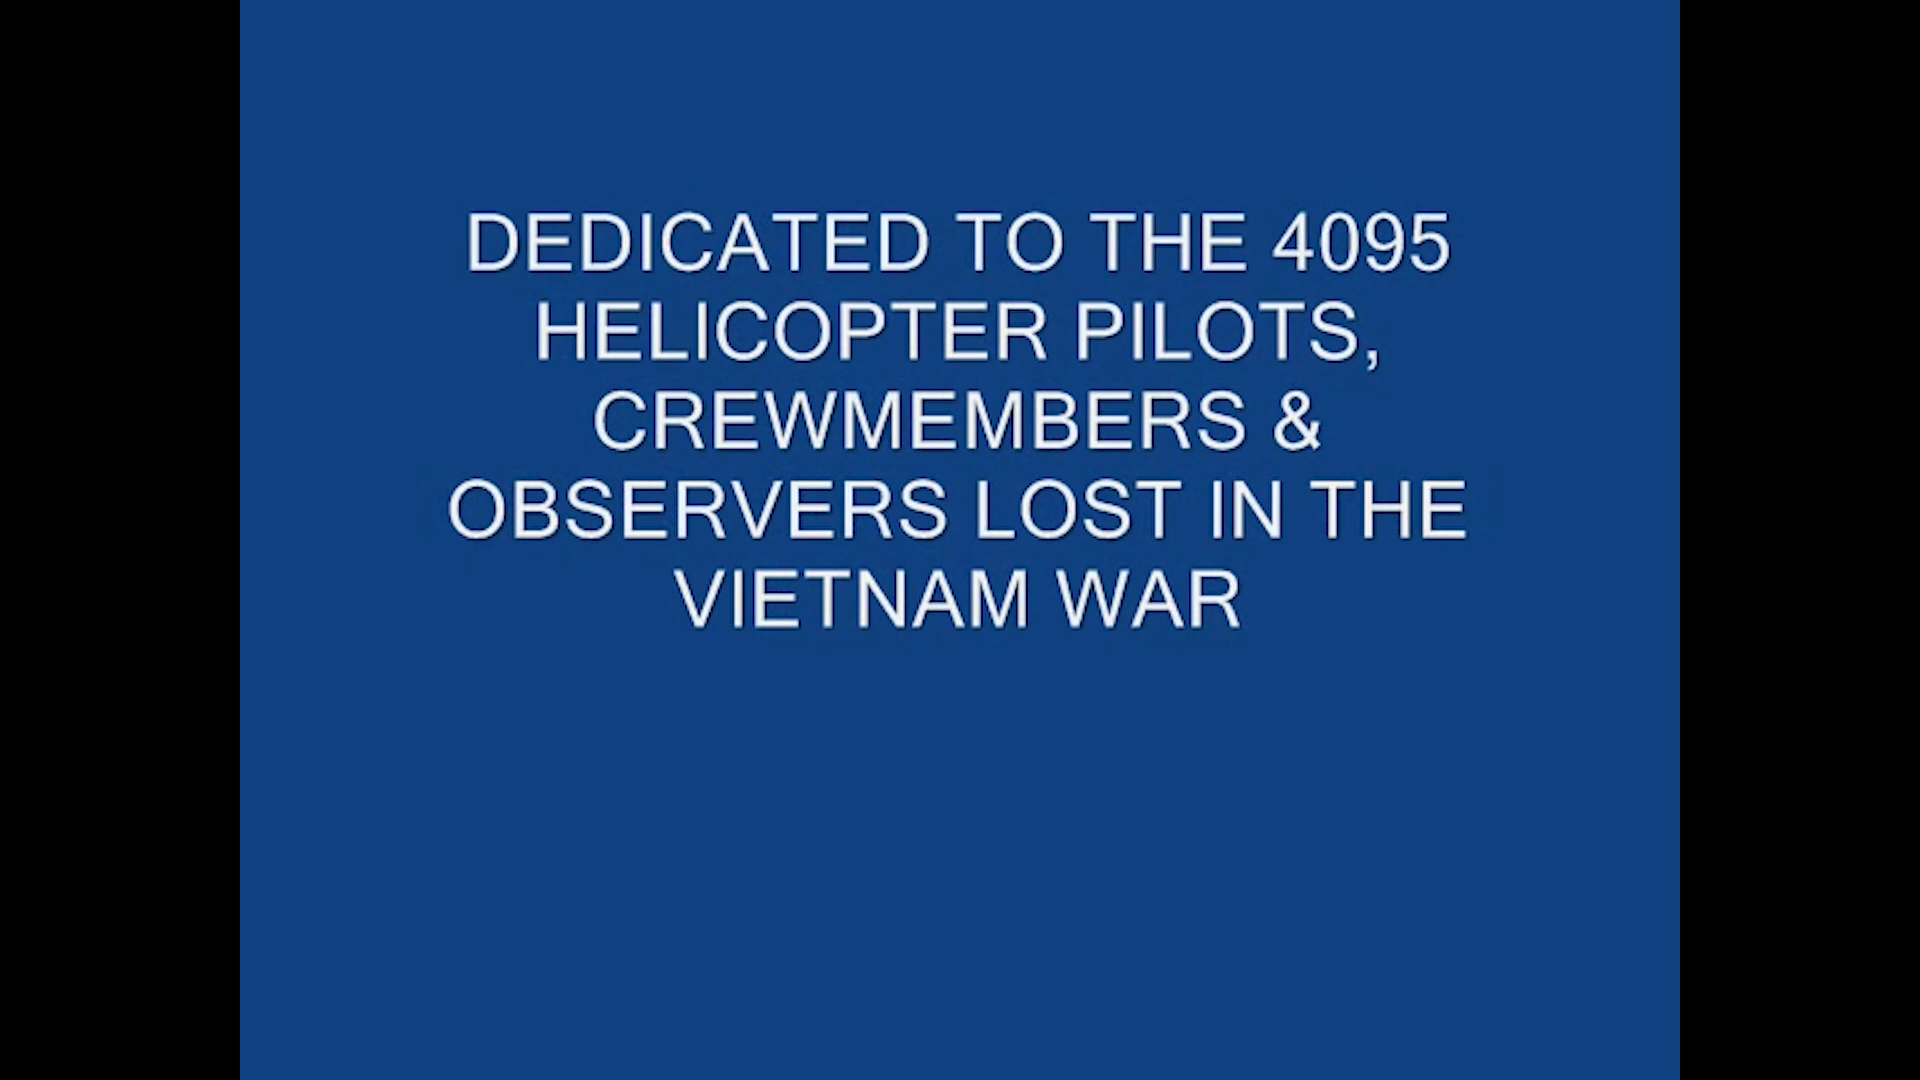 DEDICATED TO THE 4095
HELICOPTER PILOTS,
CREWMEMBERS &
OBSERVERS LOST IN THE
VIETNAM WAR